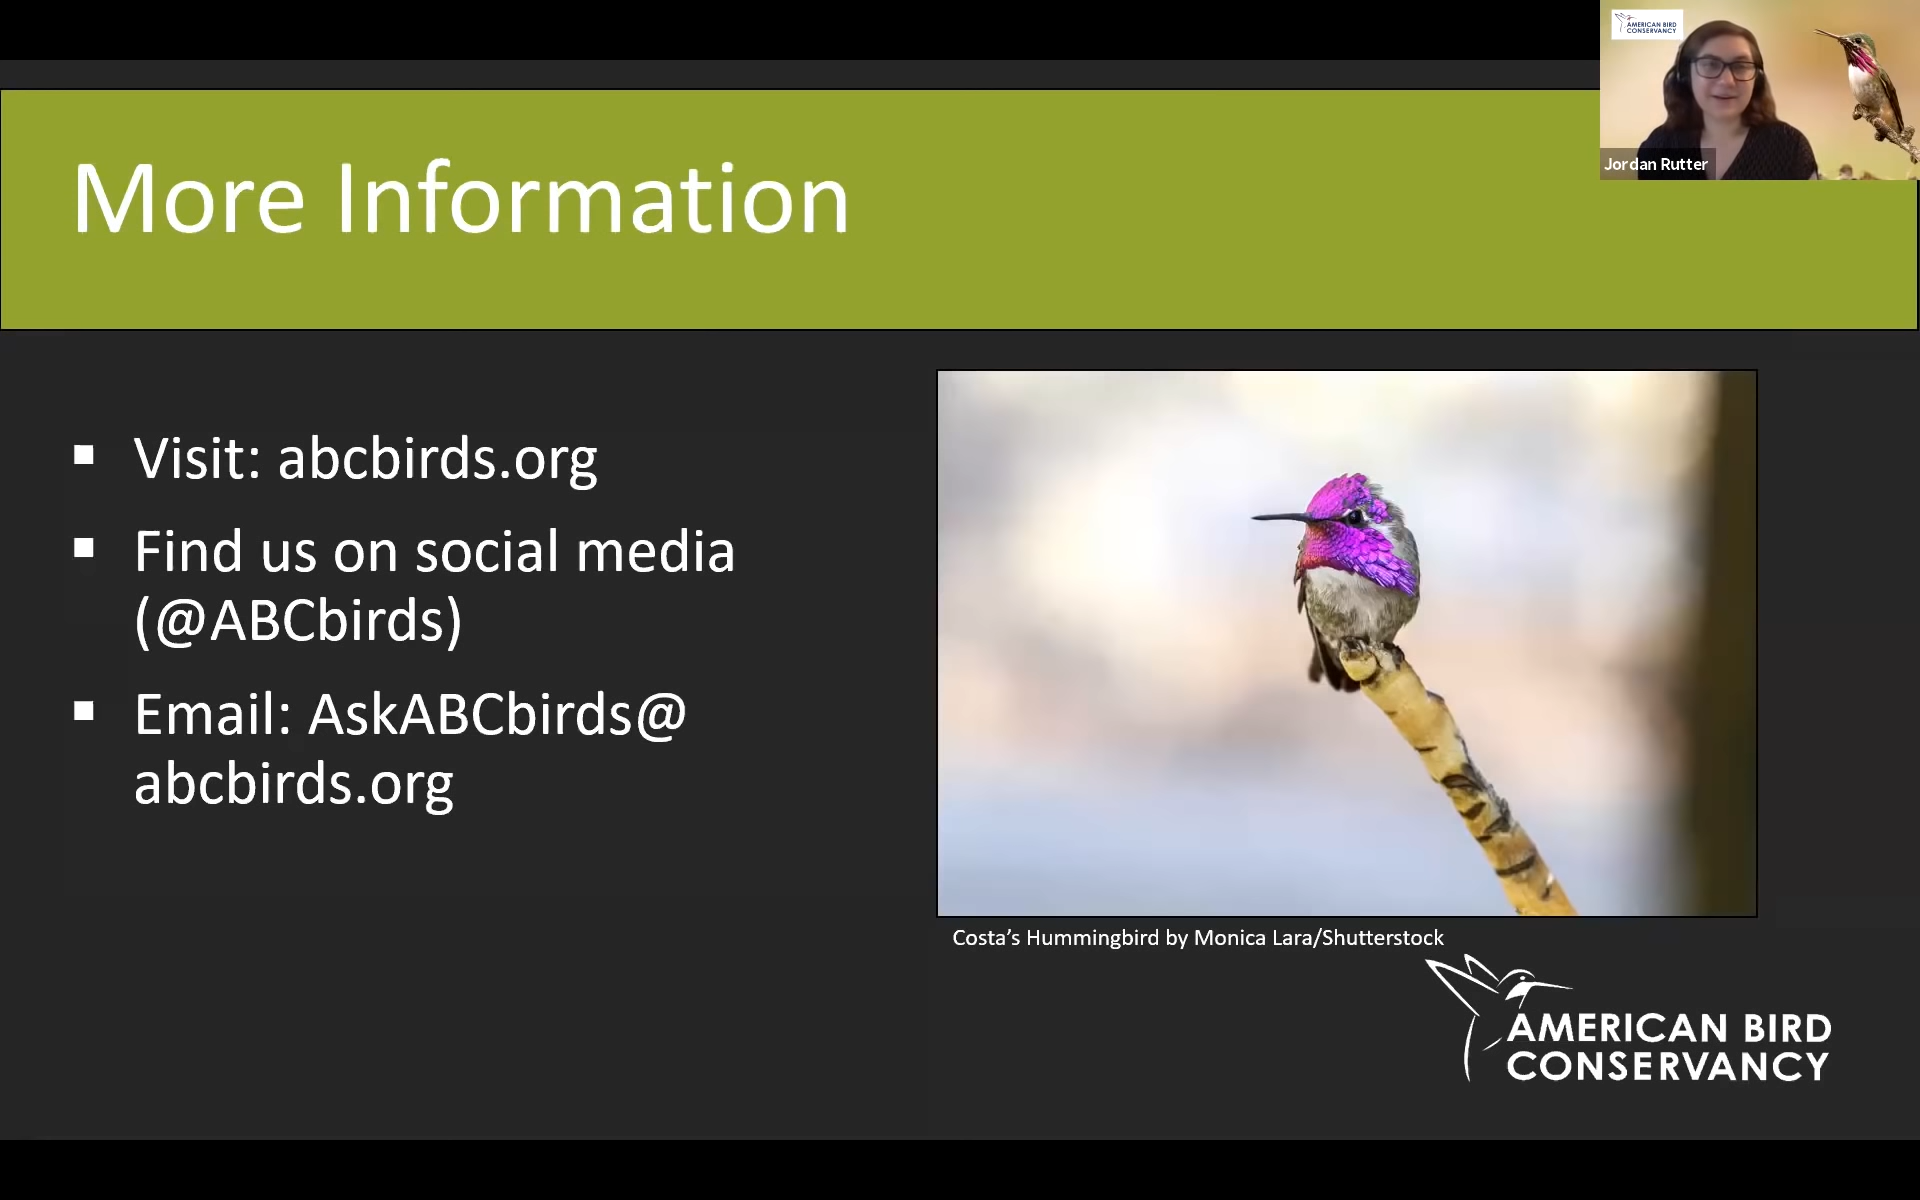 AMERICAN BIRD
CONSERVANCY
Jordan Rutter
More Information
▪ Visit: abcbirds.org
▪ Find us on social media
(@ABCbirds)
▪ Email: AskABCbirds@
abcbirds.org
Costa’s Hummingbird by Monica Lara/Shutterstock
AMERICAN BIRD
CONSERVANCY